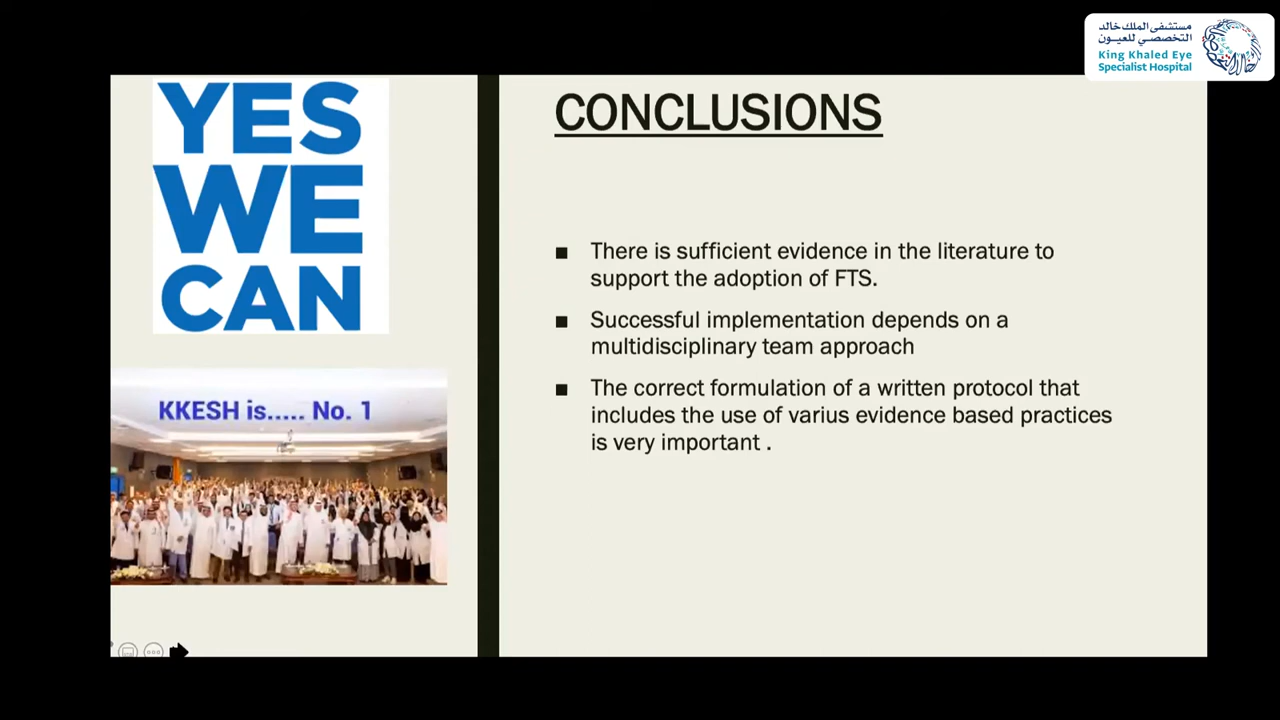 مستشفى الملك خالد
التخصصي للعيون
King Khaled Eye
Specialist Hospital
YES
WE
CAN
KKESH is..... No. 1
CONCLUSIONS
■ There is sufficient evidence in the literature to
support the adoption of FTS.
■ Successful implementation depends on a
multidisciplinary team approach
■ The correct formulation of a written protocol that
includes the use of varius evidence based practices
is very important .